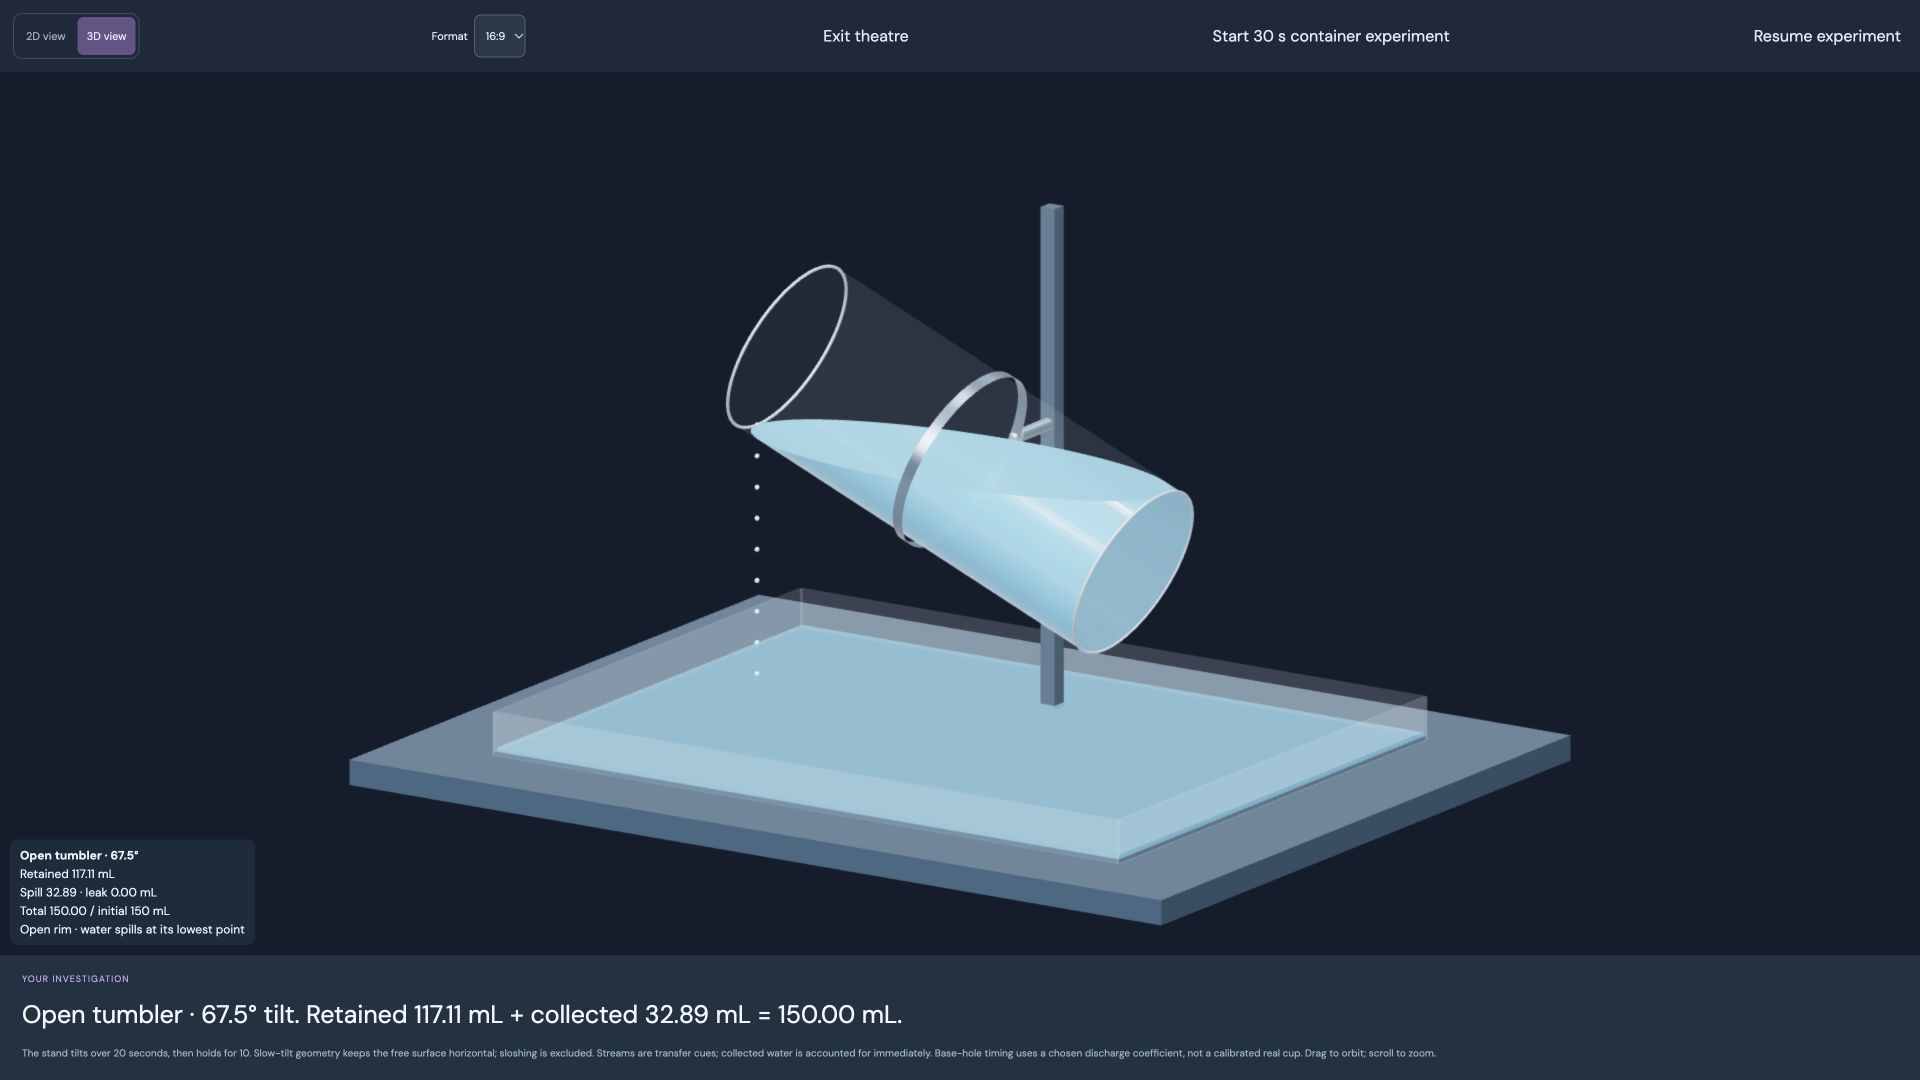 2D view 3D view Format 16:9 Exit theatre Start 30 s container experiment Resume experiment
Open tumbler · 67.5°
Retained 117.11 mL
Spill 32.89 · leak 0.00 mL
Total 150.00 / initial 150 mL
Open rim · water spills at its lowest point
YOUR INVESTIGATION
Open tumbler · 67.5° tilt. Retained 117.11 mL + collected 32.89 mL = 150.00 mL.
The stand tilts over 20 seconds, then holds for 10. Slow-tilt geometry keeps the free surface horizontal; sloshing is excluded. Streams are transfer cues; collected water is accounted for immediately. Base-hole timing uses a chosen discharge coefficient, not a calibrated real cup. Drag to orbit; scroll to zoom.